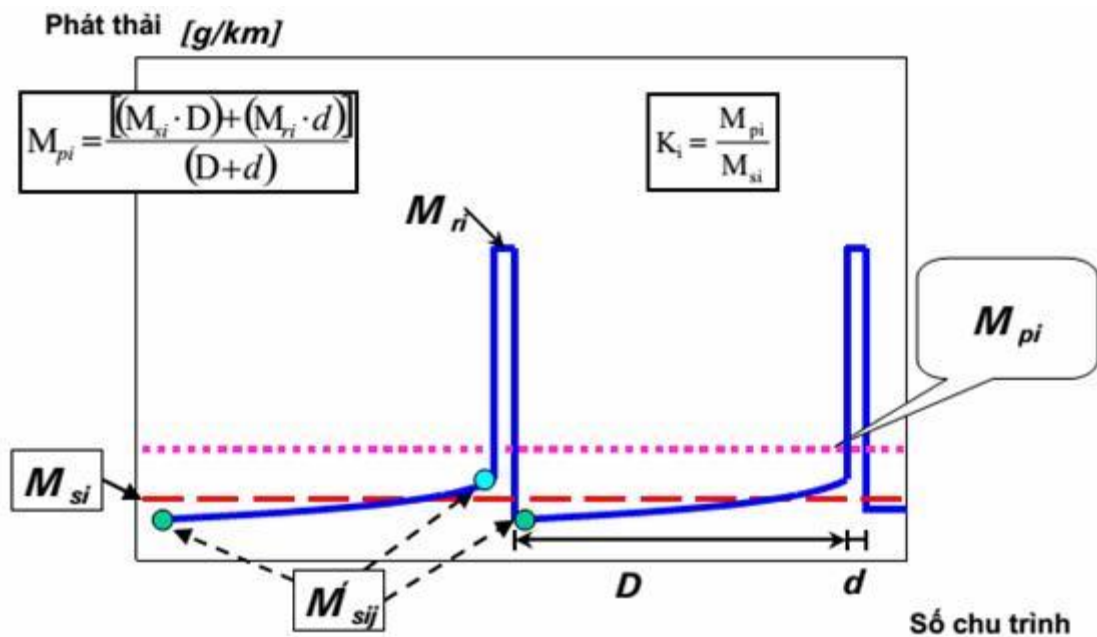 Phát thải [g/km]
M_pi = [(M_si · D) + (M_ri · d)] / (D + d)
K_i = M_pi / M_si
M_ri
M_pi
M_si
M'_sij
D
d
Số chu trình